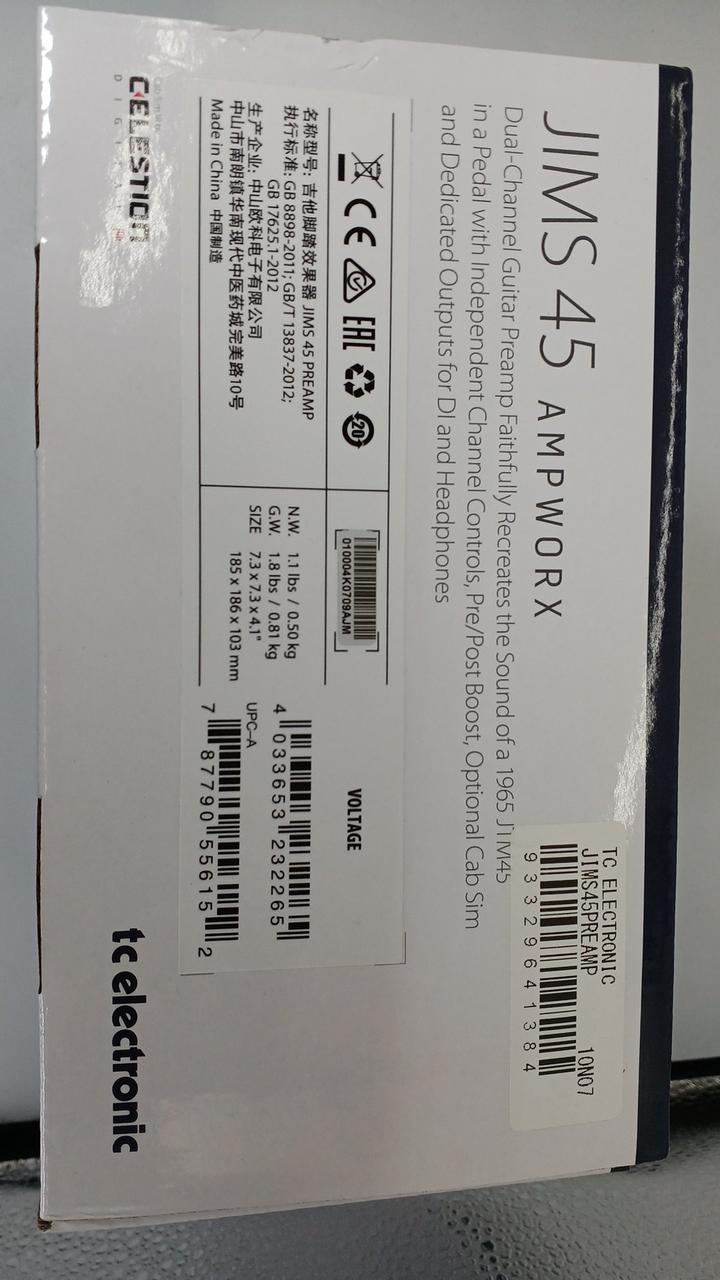 JIMS 45 AMPWORX
Dual-Channel Guitar Preamp Faithfully Recreates the Sound of a 1965 JTM45
in a Pedal with Independent Channel Controls, Pre/Post Boost, Optional Cab Sim
and Dedicated Outputs for DI and Headphones
TC ELECTRONIC
JIMS45PREAMP 10N07
93329641384
CE EAC 20
名称型号: 吉他脚踏效果器 JIMS 45 PREAMP
执行标准: GB 8898-2011; GB/T 13837-2012;
GB 17625.1-2012
生产企业: 中山欧科电子有限公司
中山市南朗镇华南现代中医药城完美路10号
Made in China 中国制造
010004K0709AJM
N.W. 1.1 lbs / 0.50 kg
G.W. 1.8 lbs / 0.81 kg
SIZE 7.3 x 7.3 x 4.1"
185 x 186 x 103 mm
VOLTAGE
4 033653 232265
UPC-A
7 87790 55615 2
CELESTION
DIGITAL
tc electronic